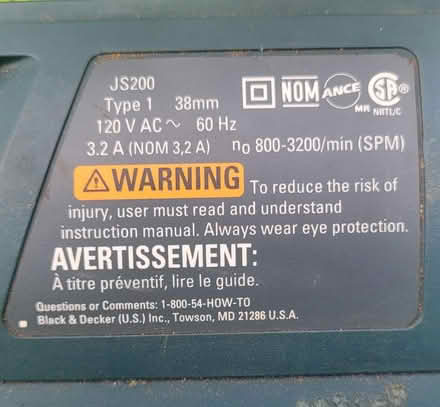 JS200
Type 1 38mm
120 V AC ~ 60 Hz
3.2 A (NOM 3,2 A) n₀ 800-3200/min (SPM)
NOM ANCE MR SA® NRTL/C
⚠WARNING To reduce the risk of
injury, user must read and understand
instruction manual. Always wear eye protection.
AVERTISSEMENT:
À titre préventif, lire le guide.
Questions or Comments: 1-800-54-HOW-TO
Black & Decker (U.S.) Inc., Towson, MD 21286 U.S.A.